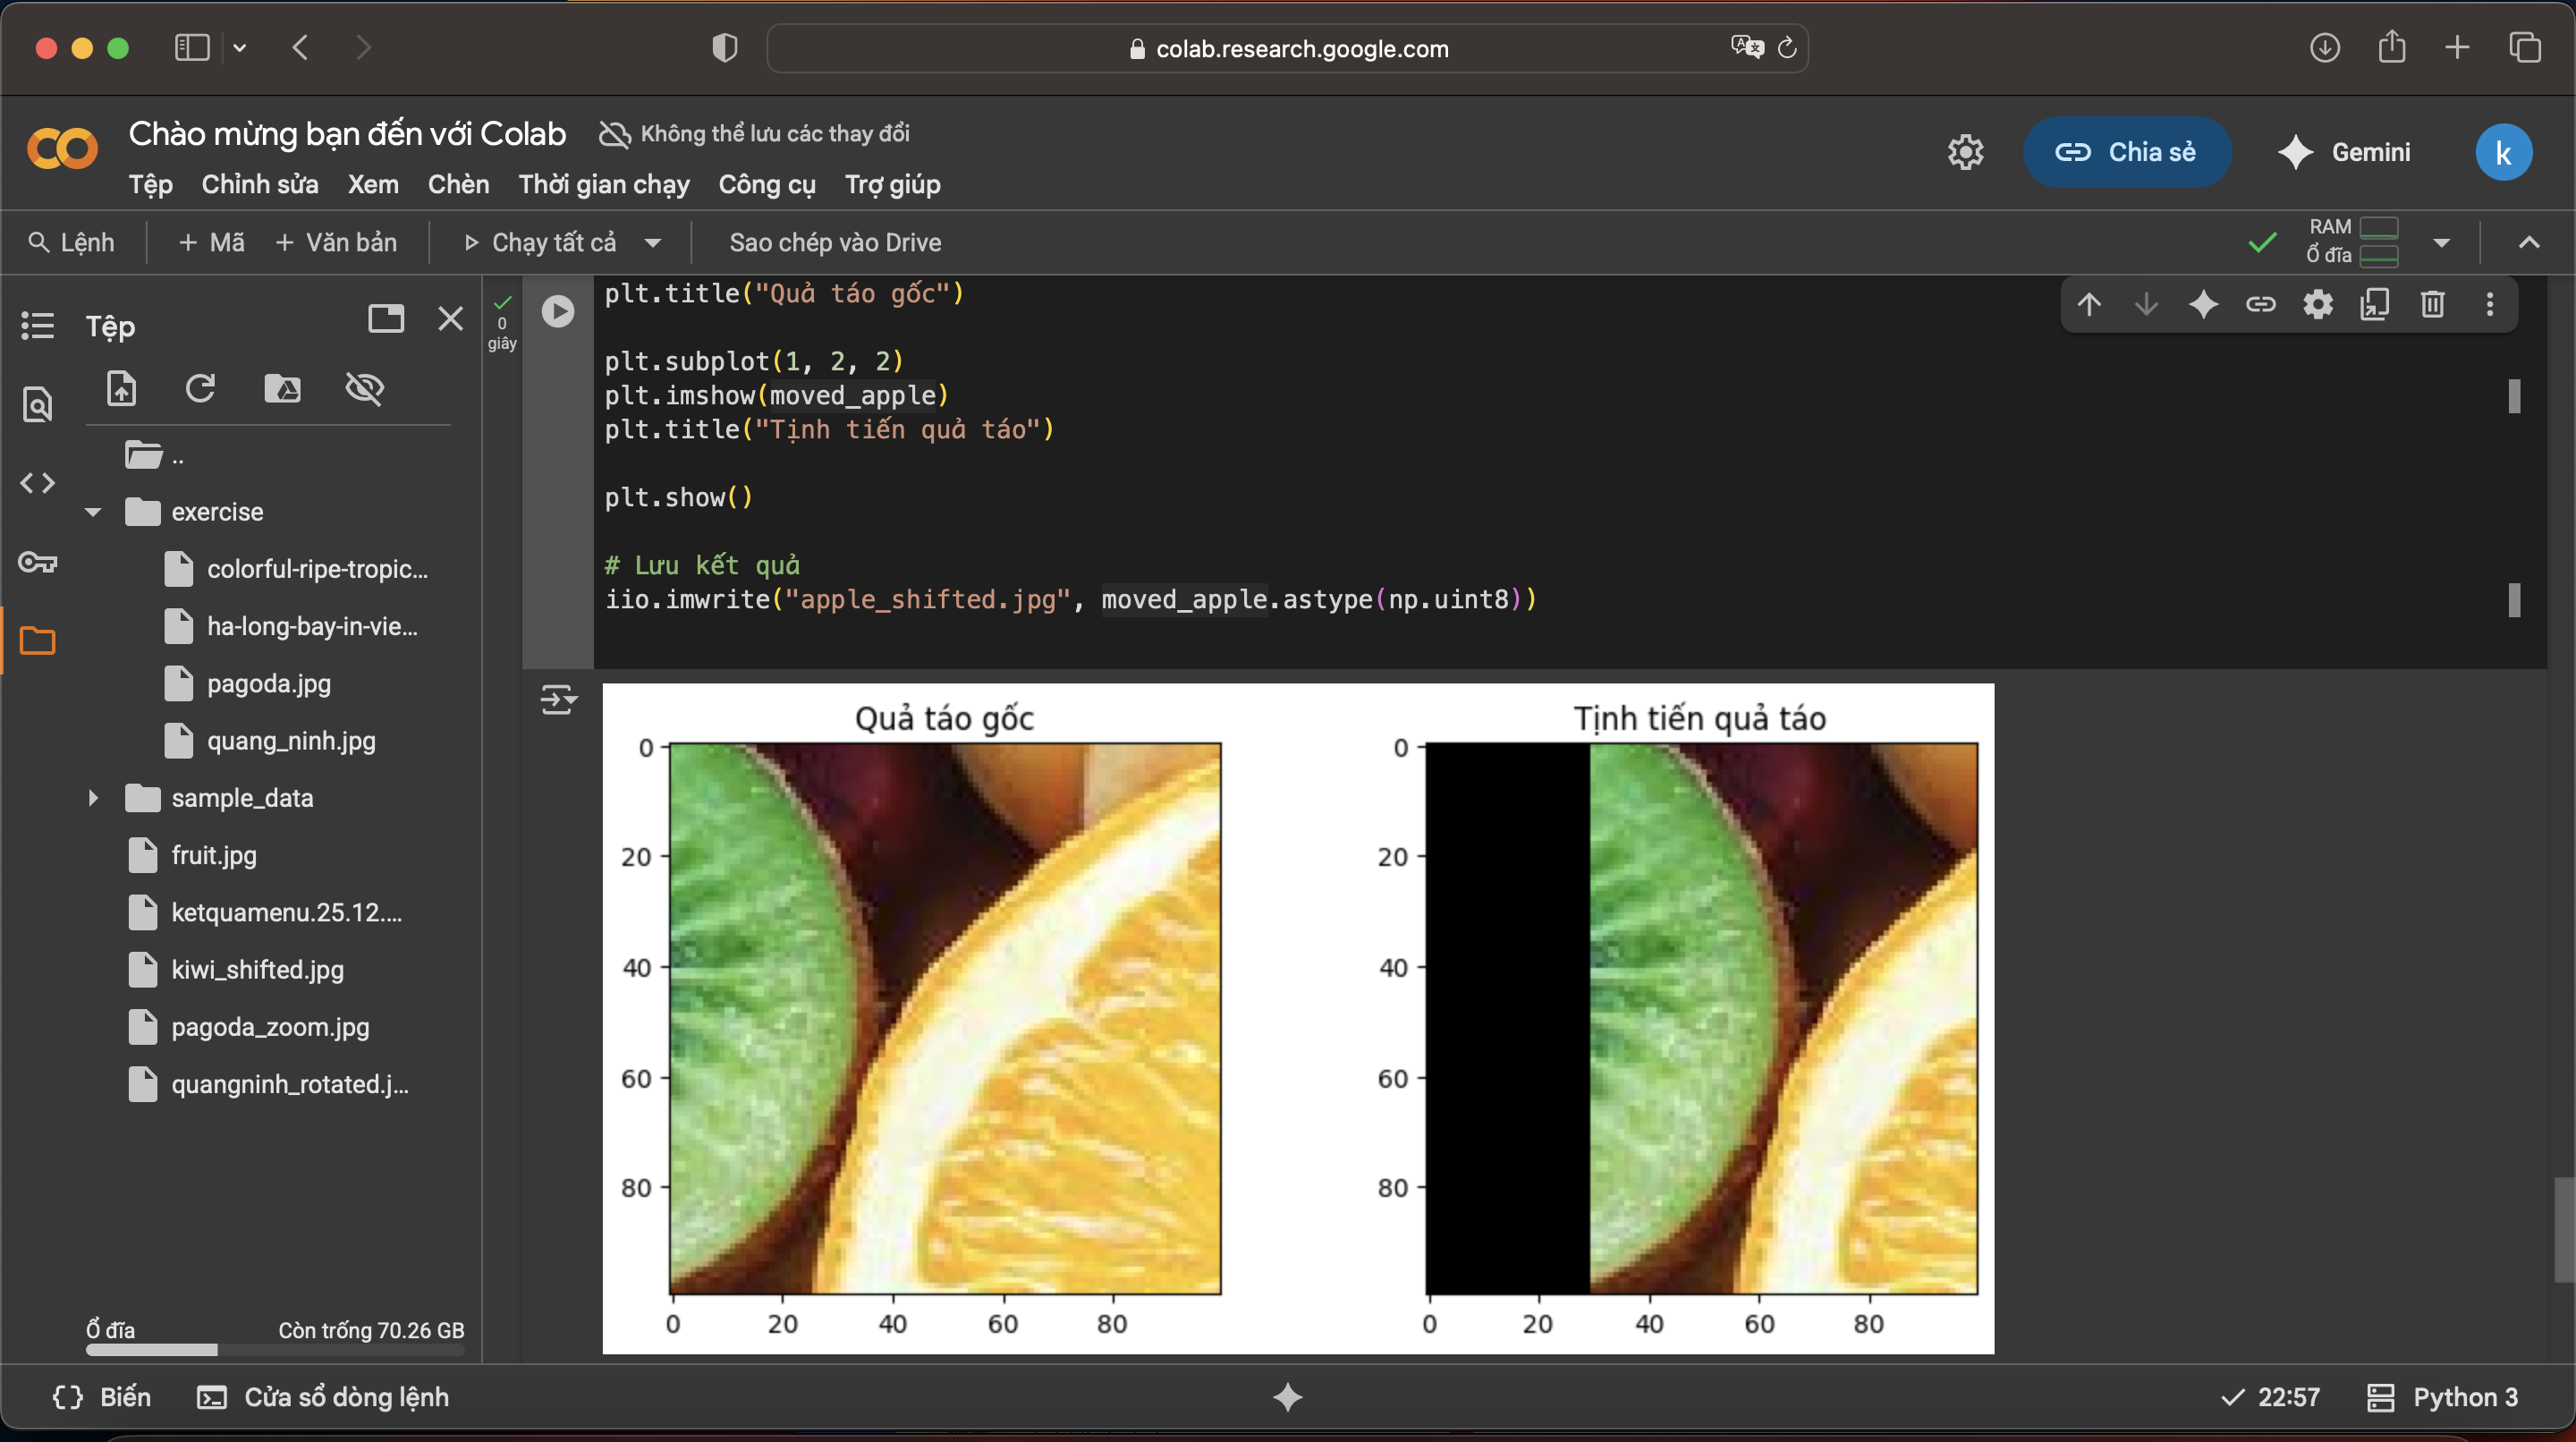 colab.research.google.com
Chào mừng bạn đến với Colab
Không thể lưu các thay đổi
Tệp Chỉnh sửa Xem Chèn Thời gian chạy Công cụ Trợ giúp
Chia sẻ
Gemini
k
Lệnh + Mã + Văn bản Chạy tất cả Sao chép vào Drive
RAM
Ổ đĩa
Tệp
..
exercise
colorful-ripe-tropic...
ha-long-bay-in-vie...
pagoda.jpg
quang_ninh.jpg
sample_data
fruit.jpg
ketquamenu.25.12....
kiwi_shifted.jpg
pagoda_zoom.jpg
quangninh_rotated.j...
Ổ đĩa Còn trống 70.26 GB
0
giây
plt.title("Quả táo gốc")
plt.subplot(1, 2, 2)
plt.imshow(moved_apple)
plt.title("Tịnh tiến quả táo")
plt.show()
# Lưu kết quả
iio.imwrite("apple_shifted.jpg", moved_apple.astype(np.uint8))
Quả táo gốc
0
20
40
60
80
0 20 40 60 80
Tịnh tiến quả táo
0
20
40
60
80
0 20 40 60 80
Biến Cửa sổ dòng lệnh
22:57 Python 3